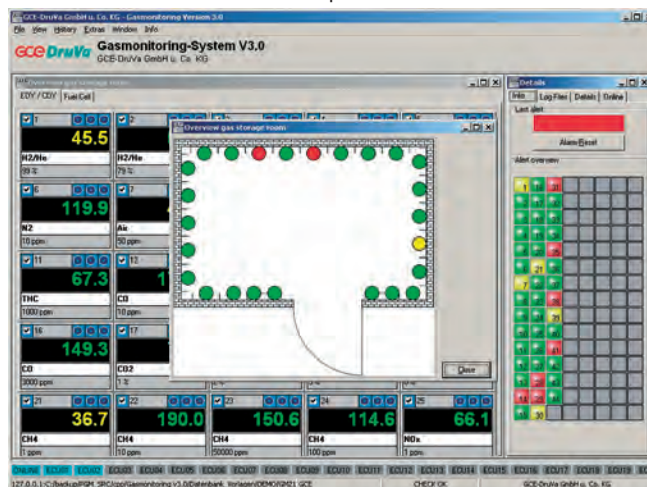 GCE-DruVa GmbH u. Co. KG - Gasmonitoring Version 3.0
File View History Extras Window Info
GCE DruVa
Gasmonitoring-System V3.0
GCE-DruVa GmbH u. Co. KG
Overview gas storage room
EDY / CDY Fuel Cell
1
45.5
H2/He
99 %
2
H2/He
79 %
6
119.9
N2
10 ppm
7
Air
50 ppm
11
67.3
THC
1000 ppm
12
CO
10 ppm
16
149.3
CO
3000 ppm
17
CO2
1 %
21
36.7
CH4
1 ppm
22
190.0
CH4
10 ppm
23
150.6
CH4
50000 ppm
24
114.6
CH4
100 ppm
25
66.1
NOx
1 ppm
Overview gas storage room
Close
Details
Info Log Files Details Online
Last alert
Alarm Reset
Alert overview
ONLINE ECU01 ECU02 ECU03 ECU04 ECU05 ECU06 ECU07 ECU08 ECU09 ECU10 ECU11 ECU12 ECU13 ECU14 ECU15 ECU16 ECU17 ECU18 ECU19 ECU
CHECK OK
GCE-DruVa GmbH u. Co. KG